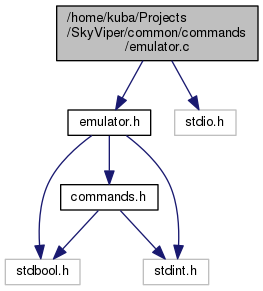 /home/kuba/Projects
/SkyViper/common/commands
/emulator.c
emulator.h
stdio.h
commands.h
stdbool.h
stdint.h